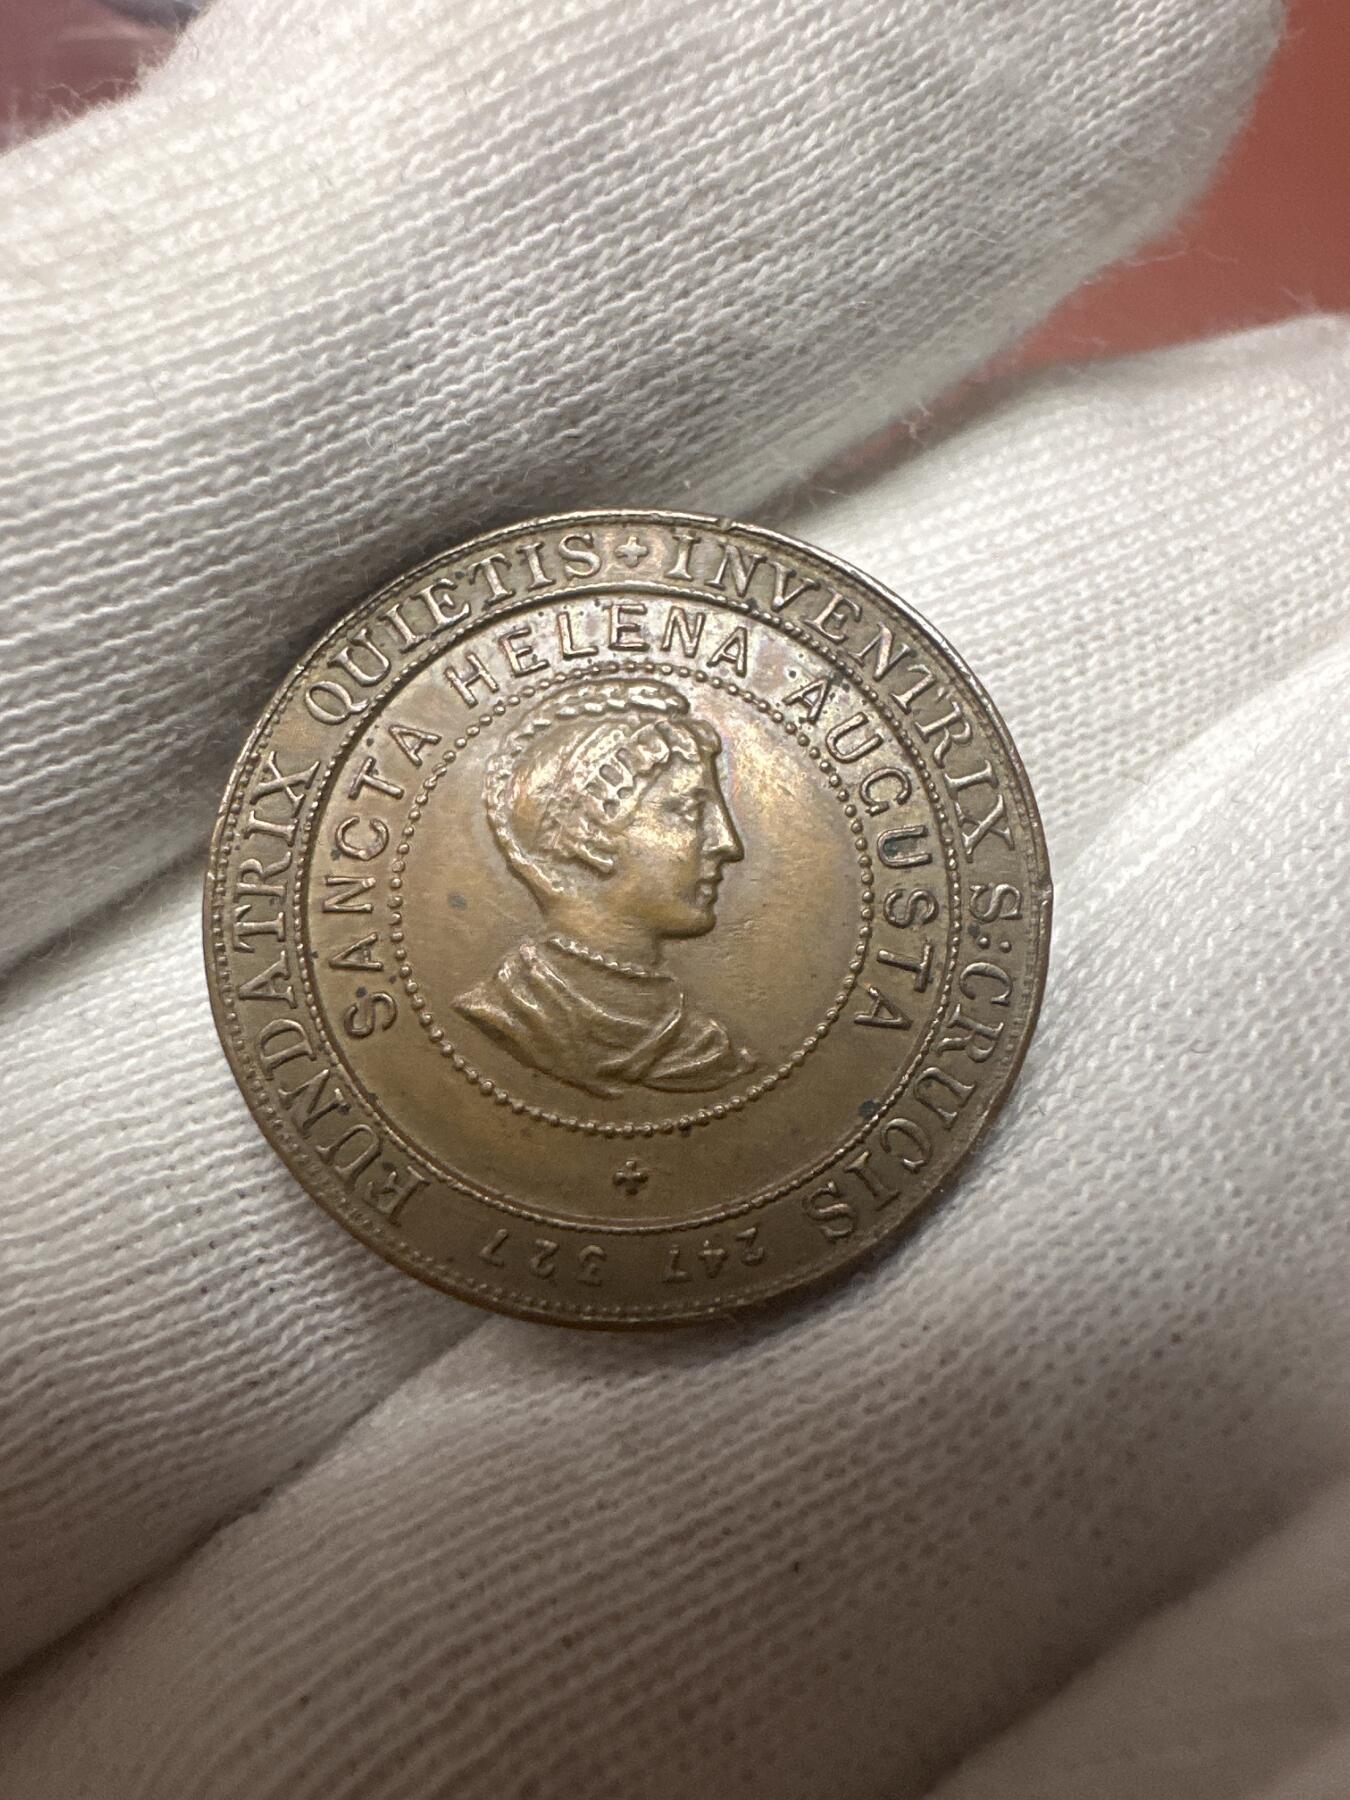 FUNDATRIX QUIETIS + INVENTRIX S:CRUCIS
SANCTA HELENA AUGUSTA
247 327